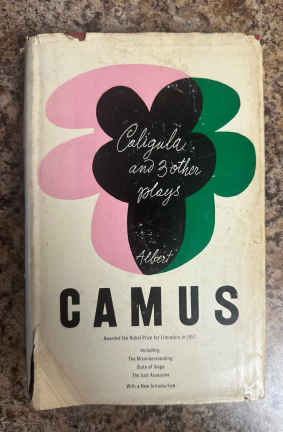 Caligula
and 3 other
plays
Albert
CAMUS
Awarded the Nobel Prize for Literature in 1957
Including
The Misunderstanding
State of Siege
The Just Assassins
With a New Introduction